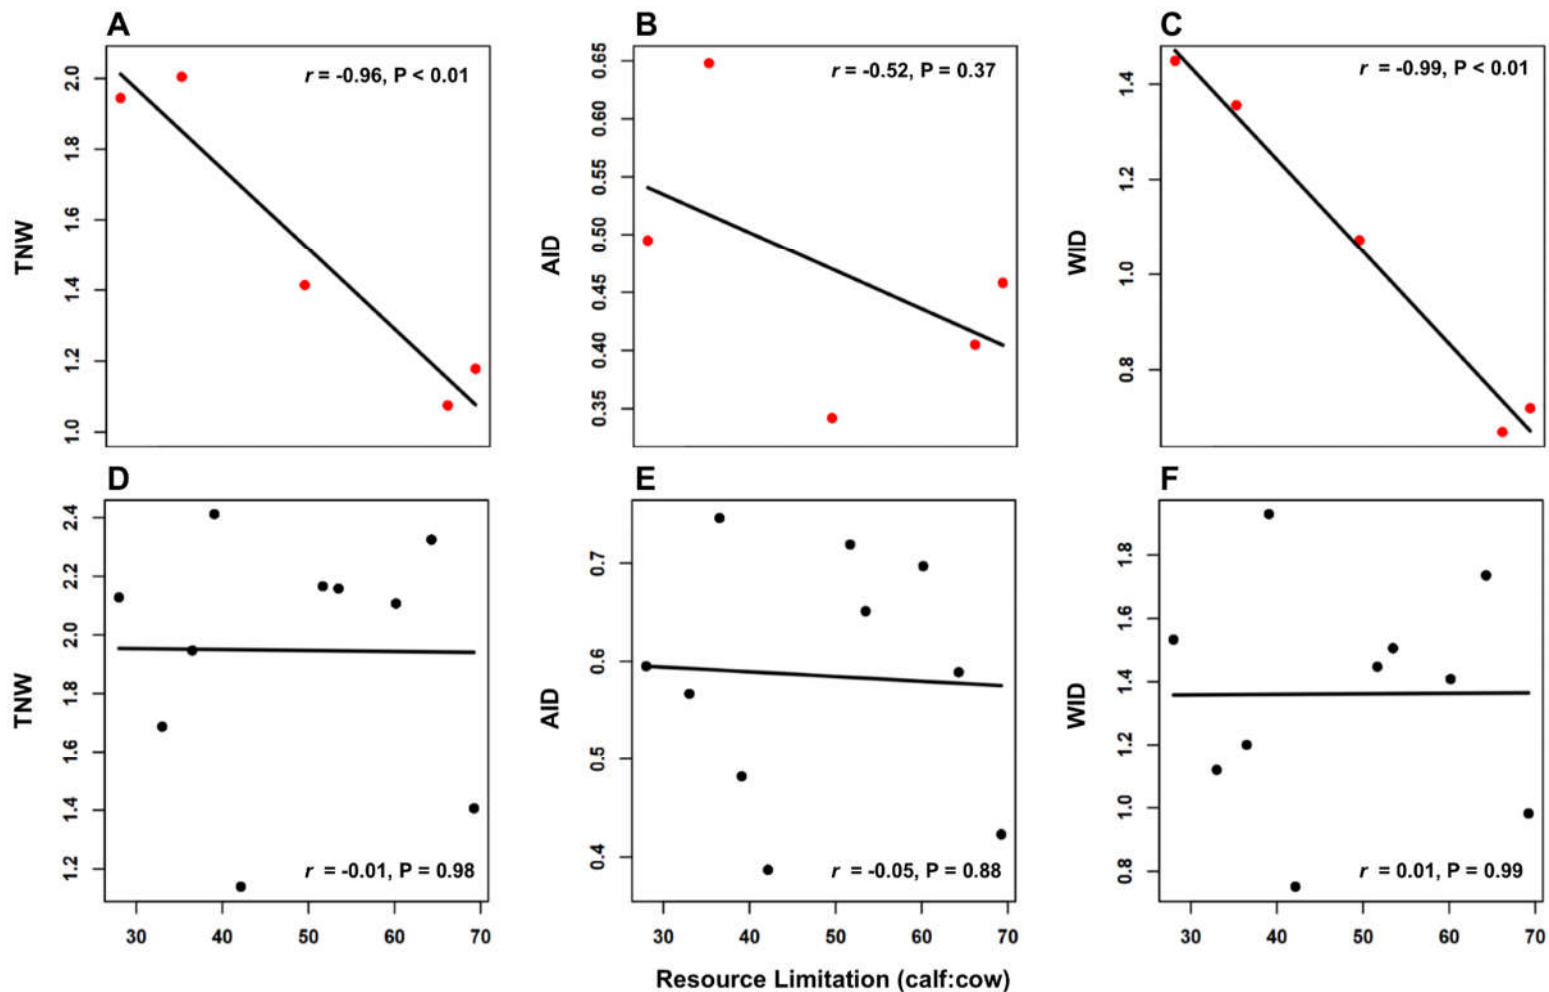 A
B
C
TNW
2.0
1.8
1.6
1.4
1.2
1.0
r = -0.96, P < 0.01
AID
0.65
0.60
0.55
0.50
0.45
0.40
0.35
r = -0.52, P = 0.37
WID
1.4
1.2
1.0
0.8
r = -0.99, P < 0.01
D
E
F
TNW
2.4
2.2
2.0
1.8
1.6
1.4
1.2
r = -0.01, P = 0.98
30 40 50 60 70
AID
0.7
0.6
0.5
0.4
r = -0.05, P = 0.88
30 40 50 60 70
WID
1.8
1.6
1.4
1.2
1.0
0.8
r = 0.01, P = 0.99
30 40 50 60 70
Resource Limitation (calf:cow)